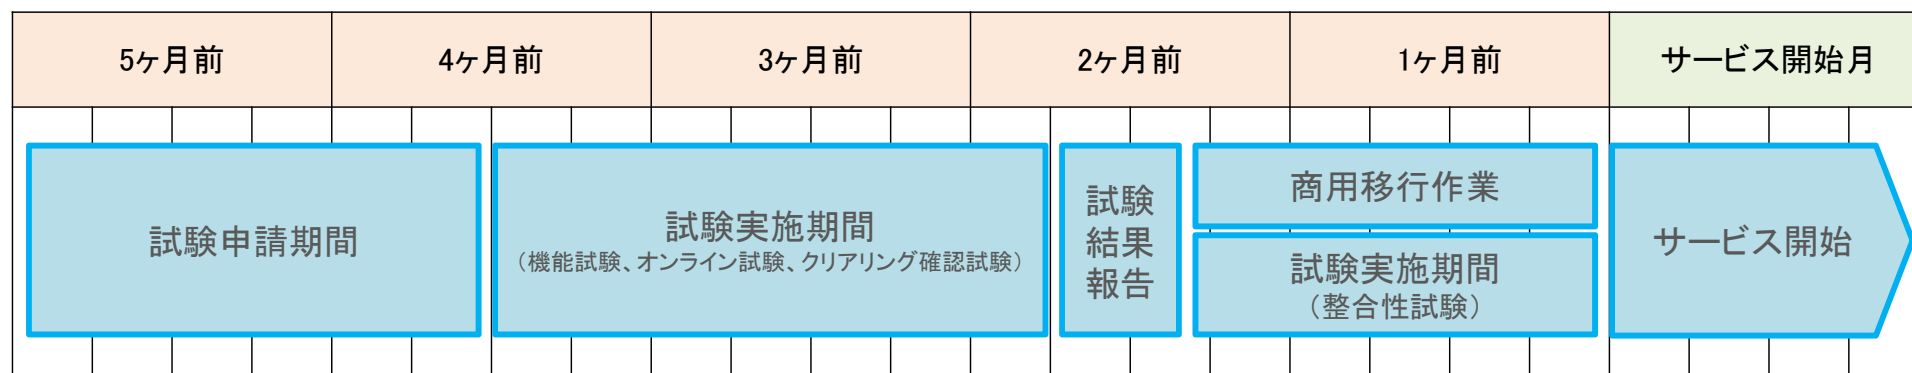 5ヶ月前
4ヶ月前
3ヶ月前
2ヶ月前
1ヶ月前
サービス開始月
試験申請期間
試験実施期間
（機能試験、オンライン試験、クリアリング確認試験）
試験
結果
報告
商用移行作業
試験実施期間
（整合性試験）
サービス開始